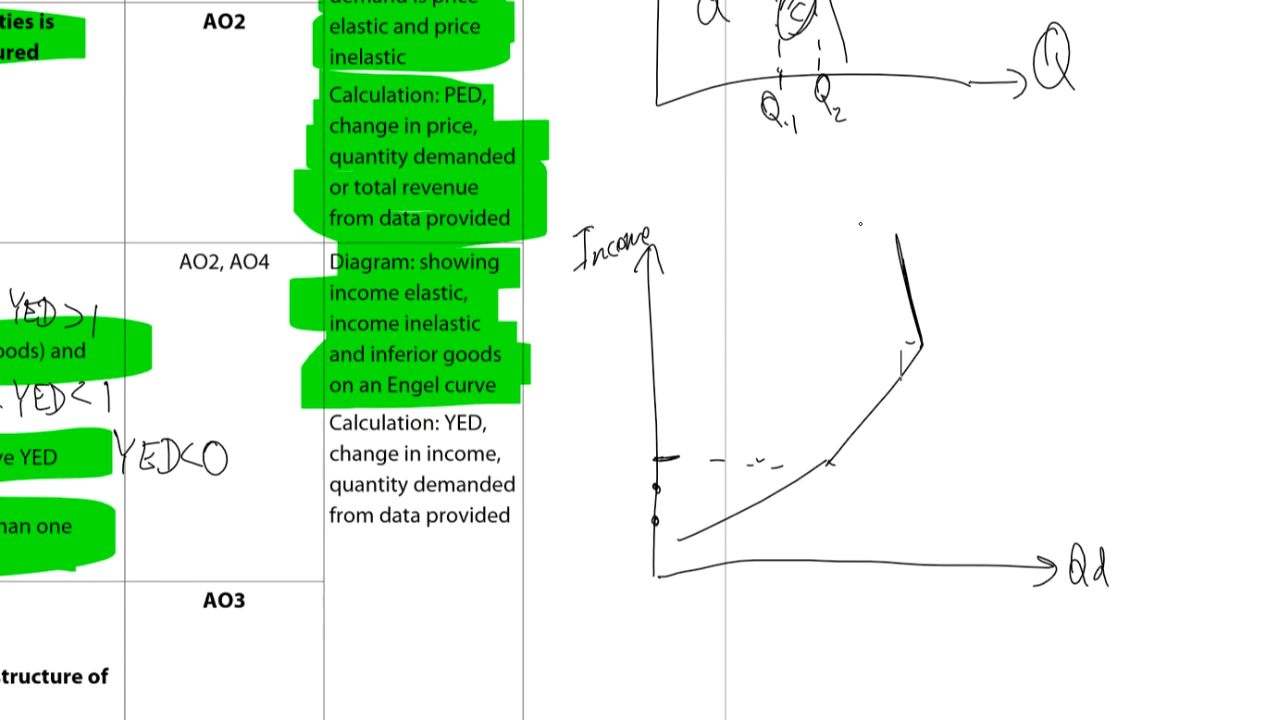 ties is
ured
AO2
elastic and price
inelastic
Calculation: PED,
change in price,
quantity demanded
or total revenue
from data provided
AO2, AO4
Diagram: showing
income elastic,
income inelastic
and inferior goods
on an Engel curve
Calculation: YED,
change in income,
quantity demanded
from data provided
YED>1
oods) and
YED<1
ve YED
YED<0
han one
AO3
tructure of
Q
Q1
Q2
Income
Qd